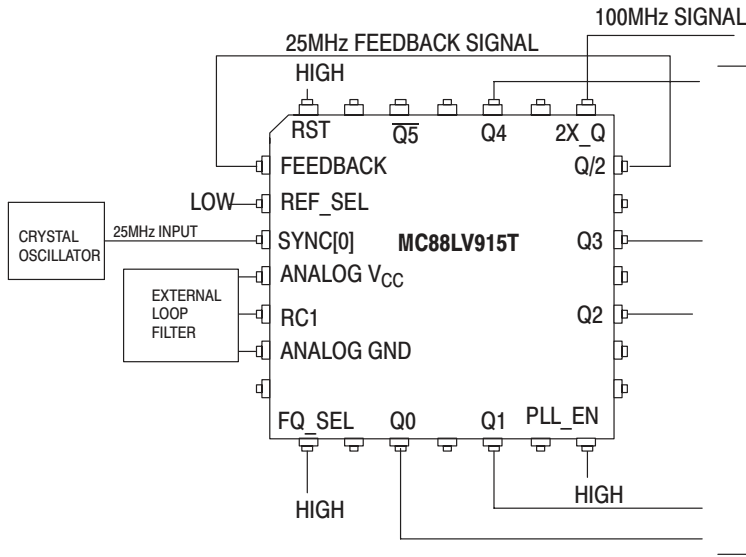 100MHz SIGNAL
25MHz FEEDBACK SIGNAL
HIGH
RST
Q5
Q4
2X_Q
FEEDBACK
Q/2
LOW
REF_SEL
CRYSTAL
OSCILLATOR
25MHz INPUT
SYNC[0]
MC88LV915T
Q3
ANALOG VCC
EXTERNAL
LOOP
FILTER
RC1
Q2
ANALOG GND
FQ_SEL
Q0
Q1
PLL_EN
HIGH
HIGH